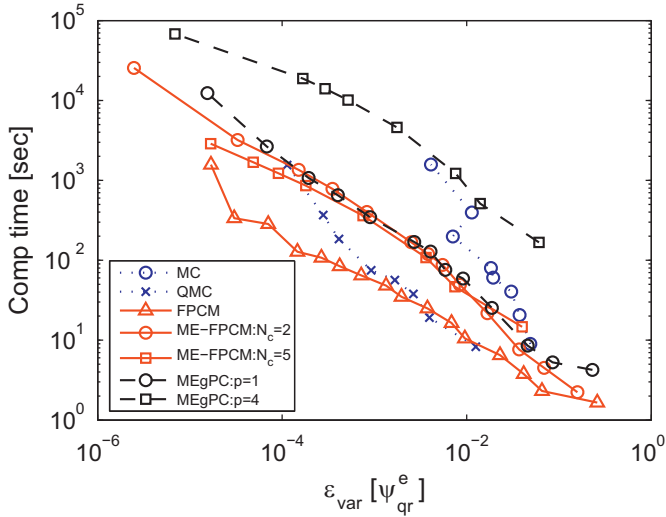 10^5
10^4
10^3
10^2
10^1
10^0
Comp time [sec]
MC
QMC
FPCM
ME−FPCM:N_c=2
ME−FPCM:N_c=5
MEgPC:p=1
MEgPC:p=4
10^−6
10^−4
10^−2
10^0
ε_var [ψ^e_qr]